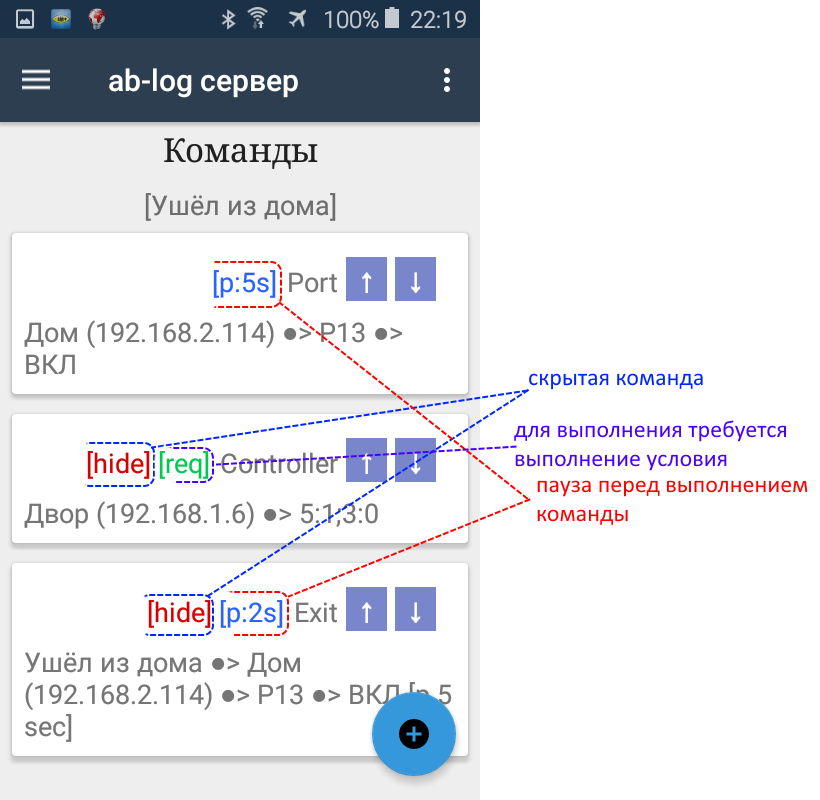 100% 22:19
ab-log сервер
Команды
[Ушёл из дома]
[p:5s] Port ↑ ↓
Дом (192.168.2.114) ●> P13 ●>
ВКЛ
скрытая команда
[hide] [req] Controller ↑ ↓
для выполнения требуется
выполнение условия
Двор (192.168.1.6) ●> 5:1;3:0
пауза перед выполнением
команды
[hide] [p:2s] Exit ↑ ↓
Ушёл из дома ●> Дом
(192.168.2.114) ●> P13 ●> ВКЛ [p 5
sec]